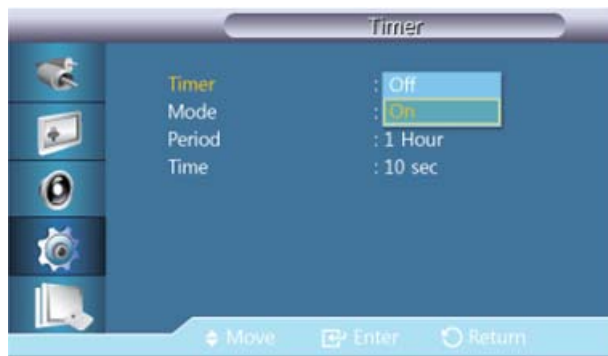 Timer
Timer : Off
Mode : On
Period : 1 Hour
Time : 10 sec
Move Enter Return